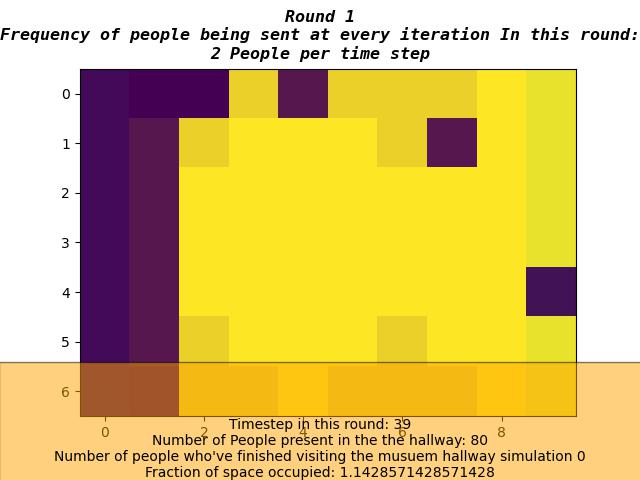 Round 1
Frequency of people being sent at every iteration In this round:
2 People per time step
0
1
2
3
4
5
6
0 2 4 6 8
Timestep in this round: 39
Number of People present in the the hallway: 80
Number of people who've finished visiting the musuem hallway simulation 0
Fraction of space occupied: 1.1428571428571428